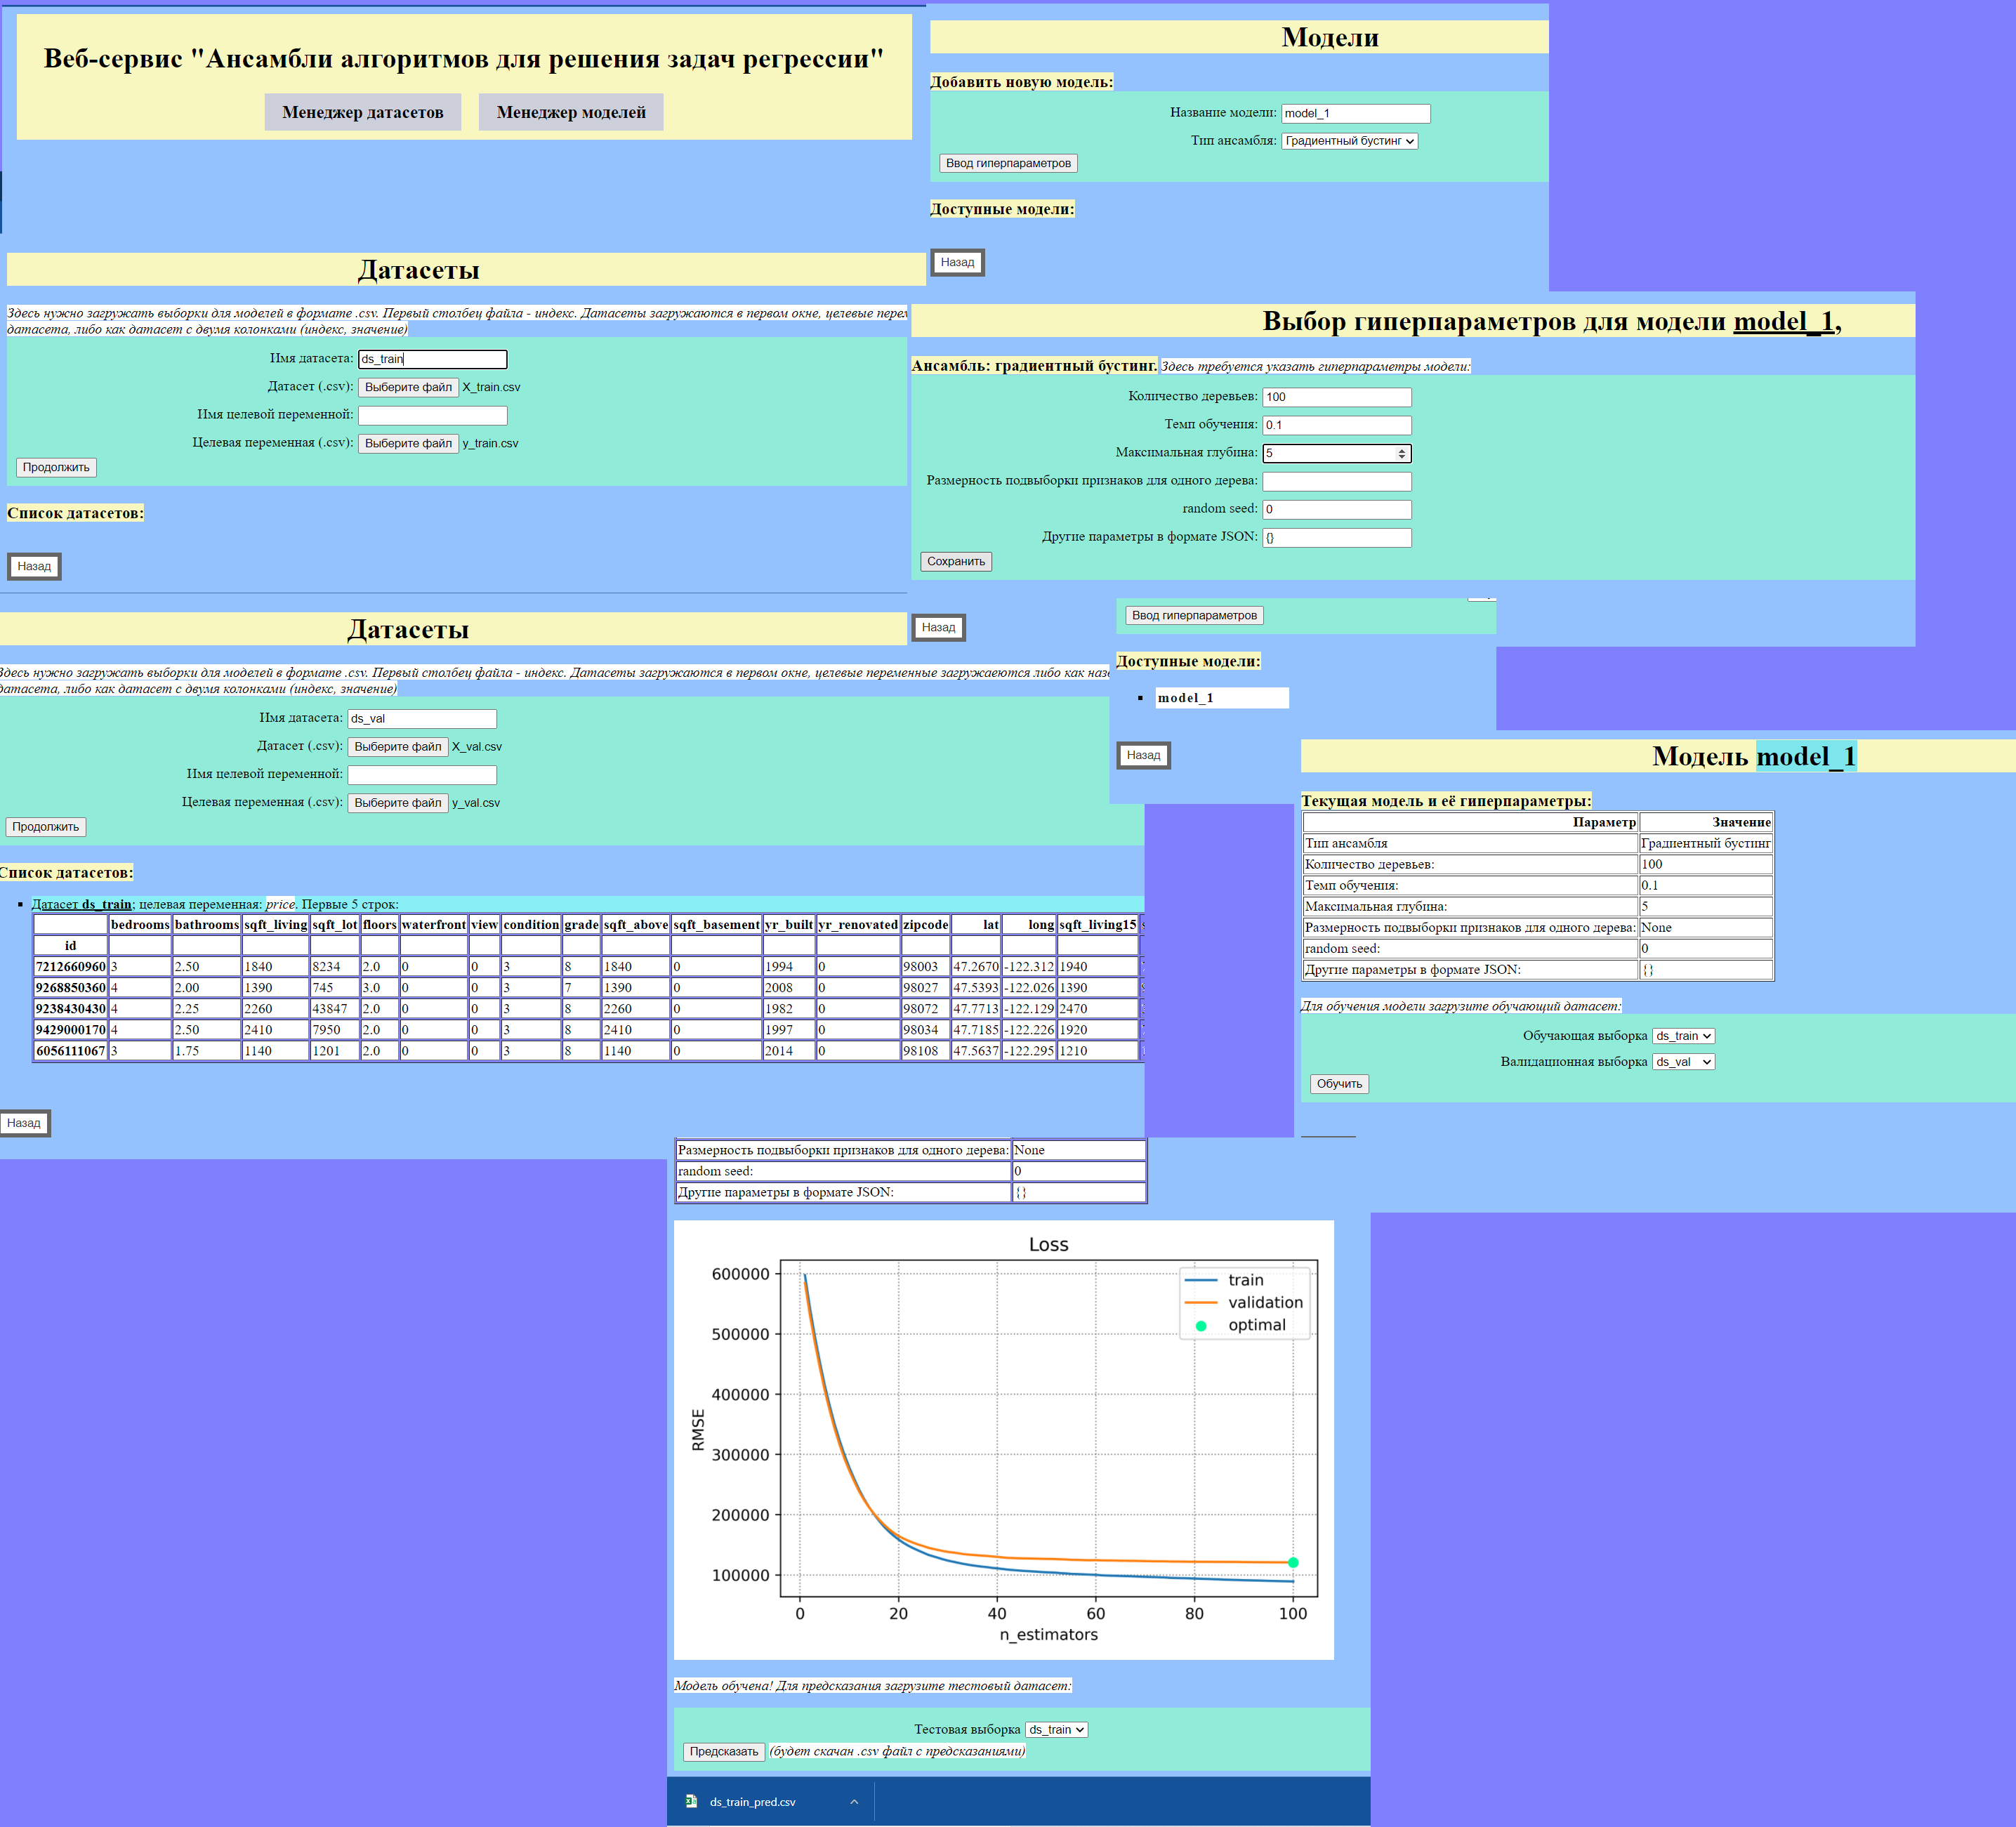 Веб-сервис "Ансамбли алгоритмов для решения задач регрессии"
Менеджер датасетов Менеджер моделей
Модели
Добавить новую модель:
Название модели: model_1
Тип ансамбля: Градиентный бустинг
Ввод гиперпараметров
Доступные модели:
Назад
Датасеты
Здесь нужно загружать выборки для моделей в формате .csv. Первый столбец файла - индекс. Датасеты загружаются в первом окне, целевые
датасета, либо как датасет с двумя колонками (индекс, значение)
Имя датасета: ds_train
Датасет (.csv): Выберите файл X_train.csv
Имя целевой переменной:
Целевая переменная (.csv): Выберите файл y_train.csv
Продолжить
Список датасетов:
Назад
Выбор гиперпараметров для модели model_1,
Ансамбль: градиентный бустинг. Здесь требуется указать гиперпараметры модели:
Количество деревьев: 100
Темп обучения: 0.1
Максимальная глубина: 5
Размерность подвыборки признаков для одного дерева:
random seed: 0
Другие параметры в формате JSON: {}
Сохранить
Назад
Датасеты
Здесь нужно загружать выборки для моделей в формате .csv. Первый столбец файла - индекс. Датасеты загружаются в первом окне, целевые переменные загружаеются либо как
датасета, либо как датасет с двумя колонками (индекс, значение)
Имя датасета: ds_val
Датасет (.csv): Выберите файл X_val.csv
Имя целевой переменной:
Целевая переменная (.csv): Выберите файл y_val.csv
Продолжить
Список датасетов:
Датасет ds_train; целевая переменная: price. Первые 5 строк:
bedrooms bathrooms sqft_living sqft_lot floors waterfront view condition grade sqft_above sqft_basement yr_built yr_renovated zipcode lat long sqft_living15
id
7212660960 3 2.50 1840 8234 2.0 0 0 3 8 1840 0 1994 0 98003 47.2670 -122.312 1940
9268850360 4 2.00 1390 745 3.0 0 0 3 7 1390 0 2008 0 98027 47.5393 -122.026 1390
9238430430 4 2.25 2260 43847 2.0 0 0 3 8 2260 0 1982 0 98072 47.7713 -122.129 2470
9429000170 4 2.50 2410 7950 2.0 0 0 3 8 2410 0 1997 0 98034 47.7185 -122.226 1920
6056111067 3 1.75 1140 1201 2.0 0 0 3 8 1140 0 2014 0 98108 47.5637 -122.295 1210
Назад
Ввод гиперпараметров
Доступные модели:
model_1
Назад
Модель model_1
Текущая модель и её гиперпараметры:
Параметр Значение
Тип ансамбля Градиентный бустинг
Количество деревьев: 100
Темп обучения: 0.1
Максимальная глубина: 5
Размерность подвыборки признаков для одного дерева: None
random seed: 0
Другие параметры в формате JSON: {}
Для обучения модели загрузите обучающий датасет:
Обучающая выборка ds_train
Валидационная выборка ds_val
Обучить
Размерность подвыборки признаков для одного дерева: None
random seed: 0
Другие параметры в формате JSON: {}
Loss
train
validation
optimal
600000
500000
400000
300000
200000
100000
RMSE
0 20 40 60 80 100
n_estimators
Модель обучена! Для предсказания загрузите тестовый датасет:
Тестовая выборка ds_train
Предсказать (будет скачан .csv файл с предсказаниями)
ds_train_pred.csv